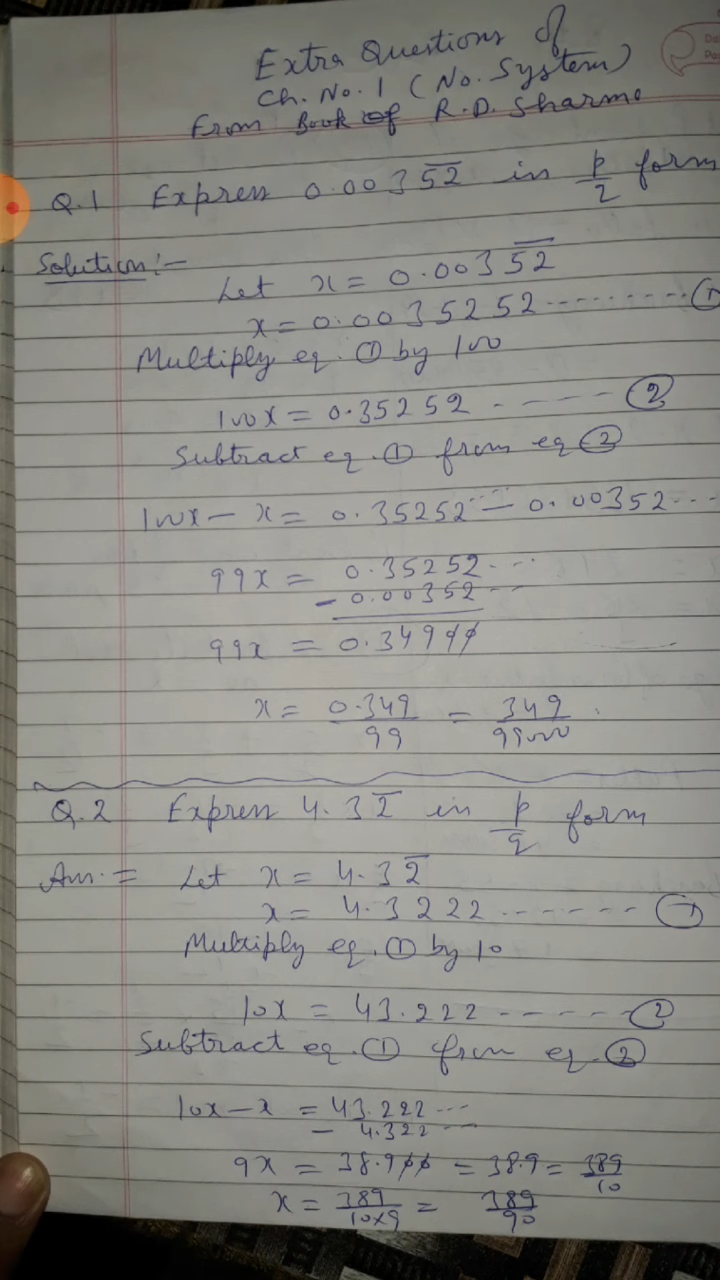 Extra Questions of
Ch. No. 1 (No. System)
From Book of R.D. Sharma
Q.1 Express 0.0035̅2̅ in p/2 form
Solution:-
Let x = 0.0035̅2̅
x = 0.0035252 --------- ①
Multiply eq. ① by 100
100x = 0.35252 ----- ②
Subtract eq. ① from eq ②
100x - x = 0.35252... - 0.00352...
99x = 0.35252...
- 0.00352...
99x = 0.34900
x = 0.349/99 = 349/99000
Q.2 Express 4.32̅ in p/q form
Ans. = Let x = 4.32̅
x = 4.3222 ------- ①
Multiply eq. ① by 10
10x = 43.222 ------ ②
Subtract eq. ① from eq. ②
10x - x = 43.222...
- 4.322...
9x = 38.900 = 38.9 = 389/10
x = 389/10×9 = 389/90